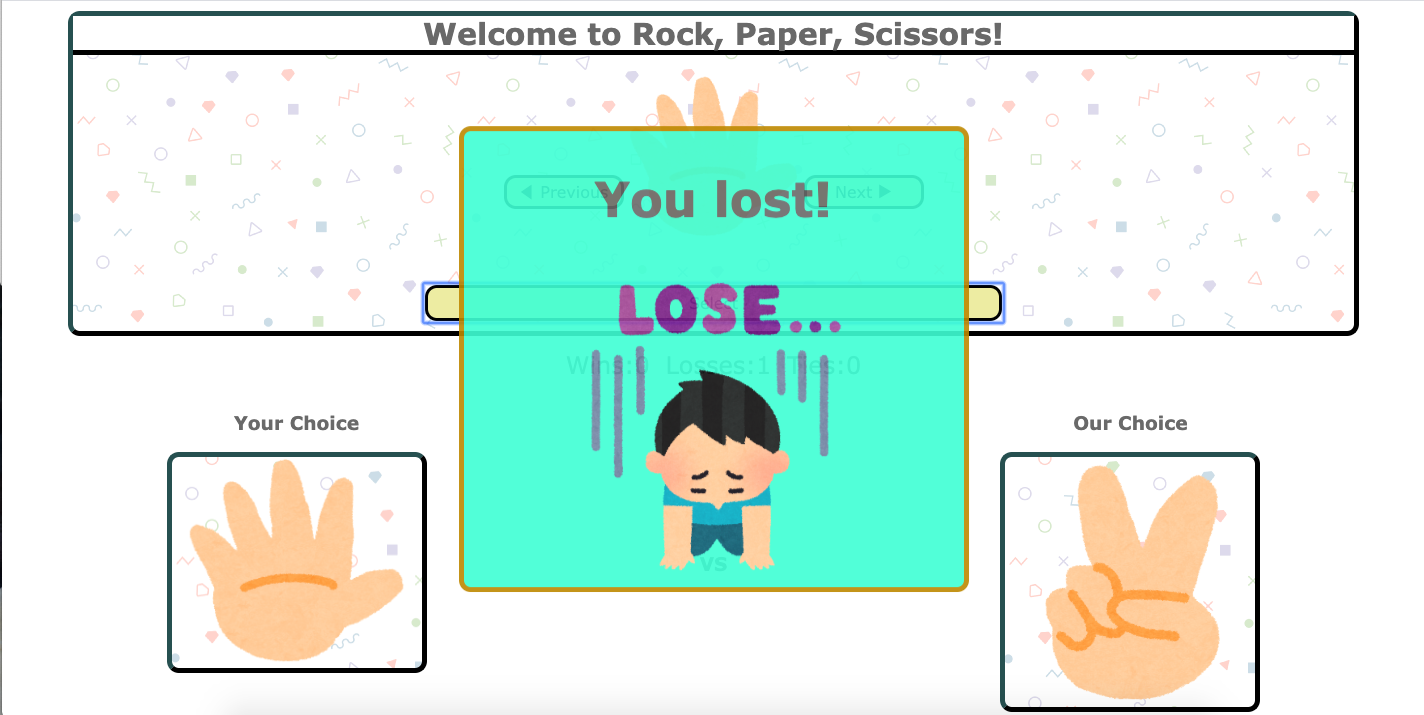 Welcome to Rock, Paper, Scissors!
◀ Previous
Next ▶
You lost!
Select
LOSE...
Wins:0 Losses:1 Ties:0
Your Choice
Our Choice
vs